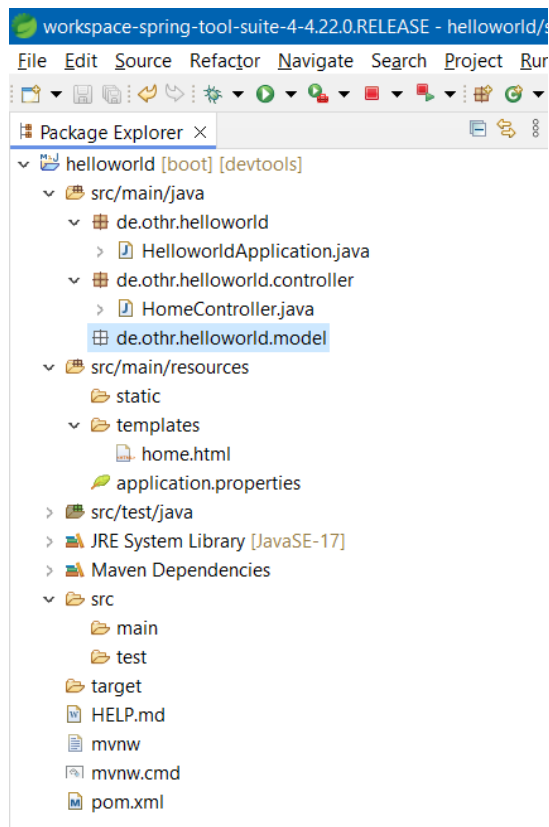 workspace-spring-tool-suite-4-4.22.0.RELEASE - helloworld/s
File Edit Source Refactor Navigate Search Project Run
Package Explorer
helloworld [boot] [devtools]
src/main/java
de.othr.helloworld
HelloworldApplication.java
de.othr.helloworld.controller
HomeController.java
de.othr.helloworld.model
src/main/resources
static
templates
home.html
application.properties
src/test/java
JRE System Library [JavaSE-17]
Maven Dependencies
src
main
test
target
HELP.md
mvnw
mvnw.cmd
pom.xml